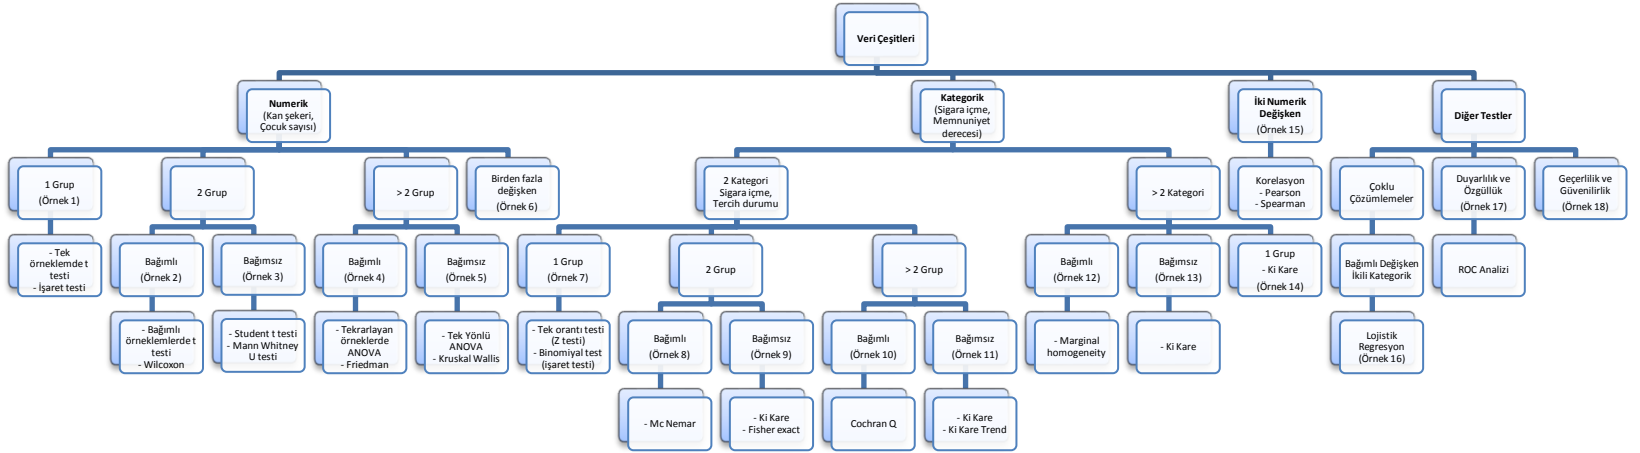 Veri Çeşitleri
Numerik
(Kan şekeri,
Çocuk sayısı)
Kategorik
(Sigara içme,
Memnuniyet
derecesi)
İki Numerik
Değişken
(Örnek 15)
Diğer Testler
1 Grup
(Örnek 1)
2 Grup
> 2 Grup
Birden fazla
değişken
(Örnek 6)
2 Kategori
Sigara içme,
Tercih durumu
> 2 Kategori
Korelasyon
- Pearson
- Spearman
Çoklu
Çözümlemeler
Duyarlılık ve
Özgüllük
(Örnek 17)
Geçerlilik ve
Güvenilirlik
(Örnek 18)
- Tek
örneklemde t
testi
- İşaret testi
Bağımlı
(Örnek 2)
Bağımsız
(Örnek 3)
Bağımlı
(Örnek 4)
Bağımsız
(Örnek 5)
1 Grup
(Örnek 7)
2 Grup
> 2 Grup
Bağımlı
(Örnek 12)
Bağımsız
(Örnek 13)
1 Grup
- Ki Kare
(Örnek 14)
Bağımlı Değişken
İkili Kategorik
ROC Analizi
- Bağımlı
örneklemlerde t
testi
- Wilcoxon
- Student t testi
- Mann Whitney
U testi
- Tekrarlayan
örneklerde
ANOVA
- Friedman
- Tek Yönlü
ANOVA
- Kruskal Wallis
- Tek orantı testi
(Z testi)
- Binomiyal test
(işaret testi)
Bağımlı
(Örnek 8)
Bağımsız
(Örnek 9)
Bağımlı
(Örnek 10)
Bağımsız
(Örnek 11)
- Marginal
homogeneity
- Ki Kare
Lojistik
Regresyon
(Örnek 16)
- Mc Nemar
- Ki Kare
- Fisher exact
Cochran Q
- Ki Kare
- Ki Kare Trend